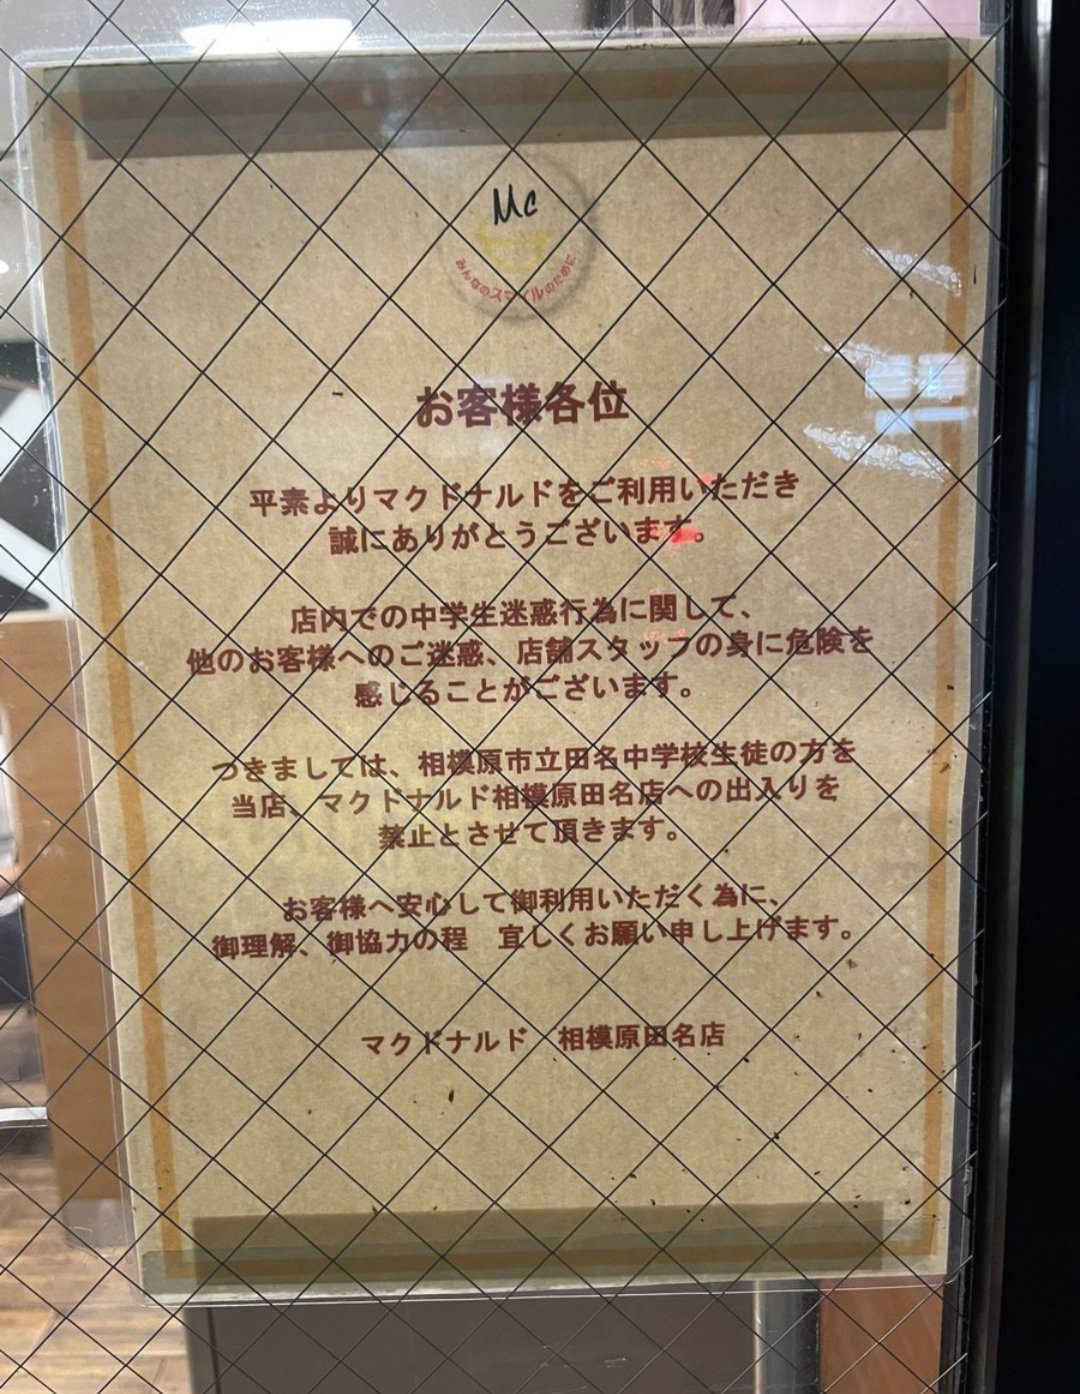 Mc
みんなのスマイルのために
お客様各位
平素よりマクドナルドをご利用いただき
誠にありがとうございます。
店内での中学生迷惑行為に関して、
他のお客様へのご迷惑、店舗スタッフの身に危険を
感じることがございます。
つきましては、相模原市立田名中学校生徒の方を
当店、マクドナルド相模原田名店への出入りを
禁止とさせて頂きます。
お客様へ安心して御利用いただく為に、
御理解、御協力の程　宜しくお願い申し上げます。
マクドナルド　相模原田名店